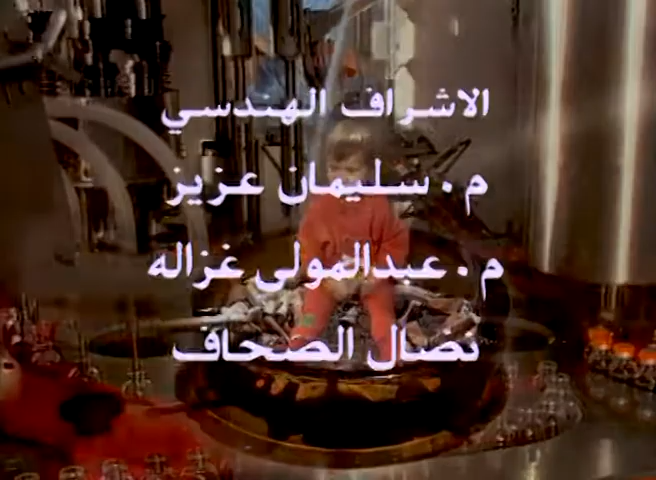 الاشراف الهندسي
م. سليمان عزيز
م. عبدالمولى غزاله
نضال الصحاف